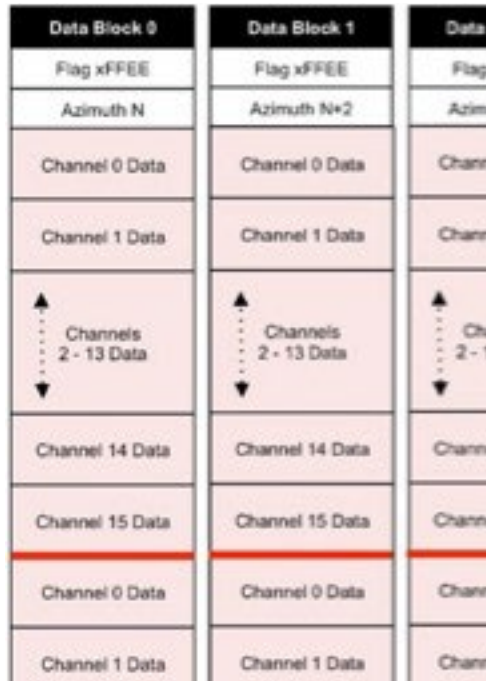 Data Block 0
Flag xFFEE
Azimuth N
Channel 0 Data
Channel 1 Data
Channels
2 - 13 Data
Channel 14 Data
Channel 15 Data
Channel 0 Data
Channel 1 Data
Data Block 1
Flag xFFEE
Azimuth N+2
Channel 0 Data
Channel 1 Data
Channels
2 - 13 Data
Channel 14 Data
Channel 15 Data
Channel 0 Data
Channel 1 Data
Data
Flag